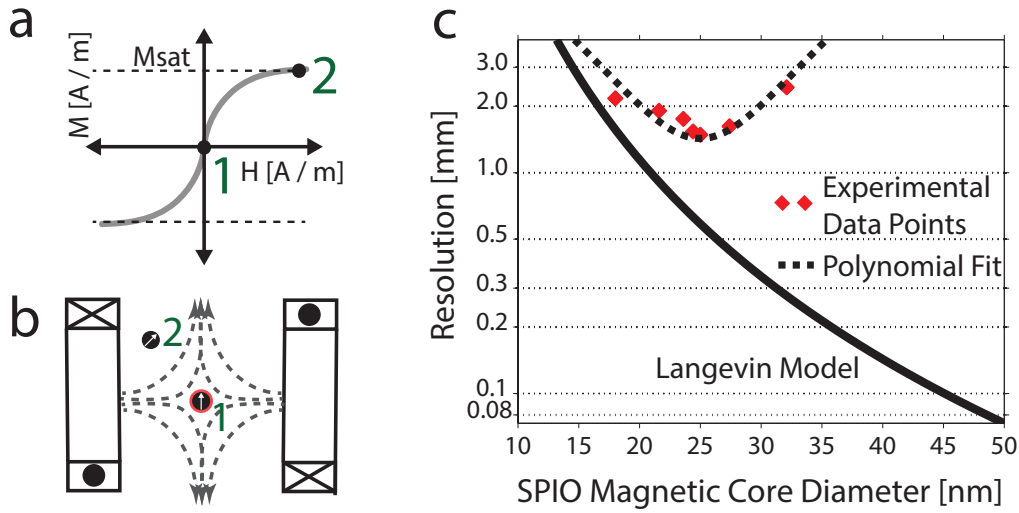 a
Msat
M [A / m]
2
1
H [A / m]
b
2
1
c
Resolution [mm]
3.0
2.0
1.0
0.5
0.3
0.2
0.1
0.08
Experimental
Data Points
Polynomial Fit
Langevin Model
10 15 20 25 30 35 40 45 50
SPIO Magnetic Core Diameter [nm]